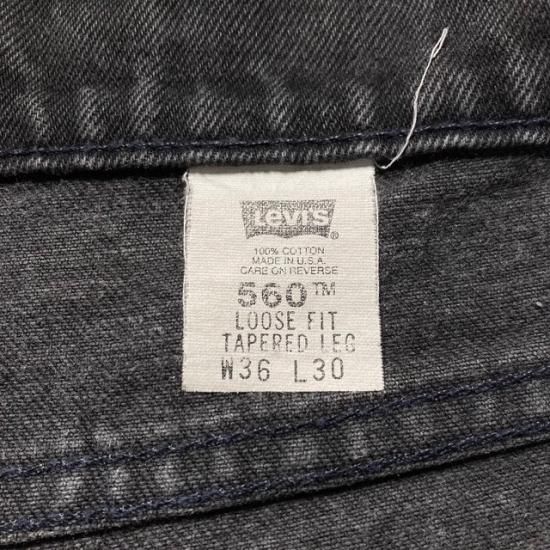 Levi's
®
100% COTTON
MADE IN U.S.A.
CARE ON REVERSE
560™
LOOSE FIT
TAPERED LEG
W36 L30